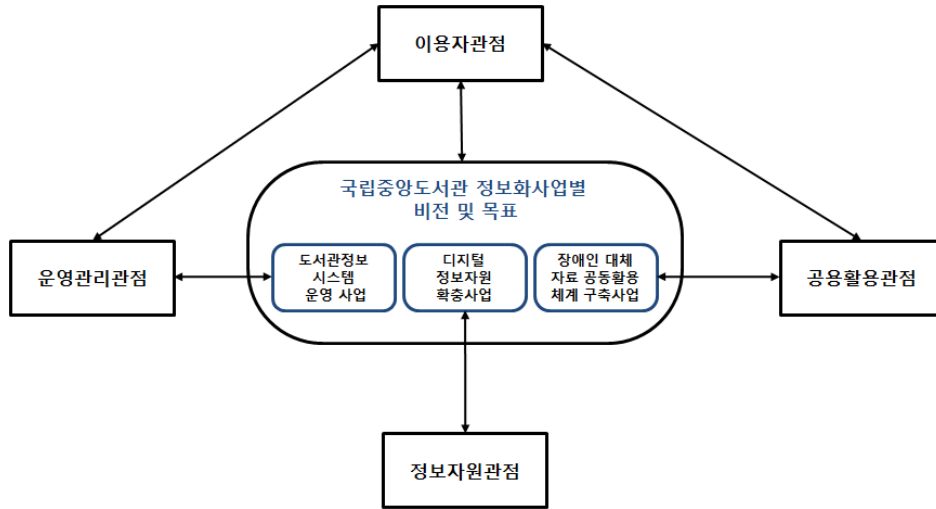 이용자관점
국립중앙도서관 정보화사업별
비전 및 목표
운영관리관점
도서관정보
시스템
운영 사업
디지털
정보자원
확충사업
장애인 대체
자료 공동활용
체계 구축사업
공용활용관점
정보자원관점